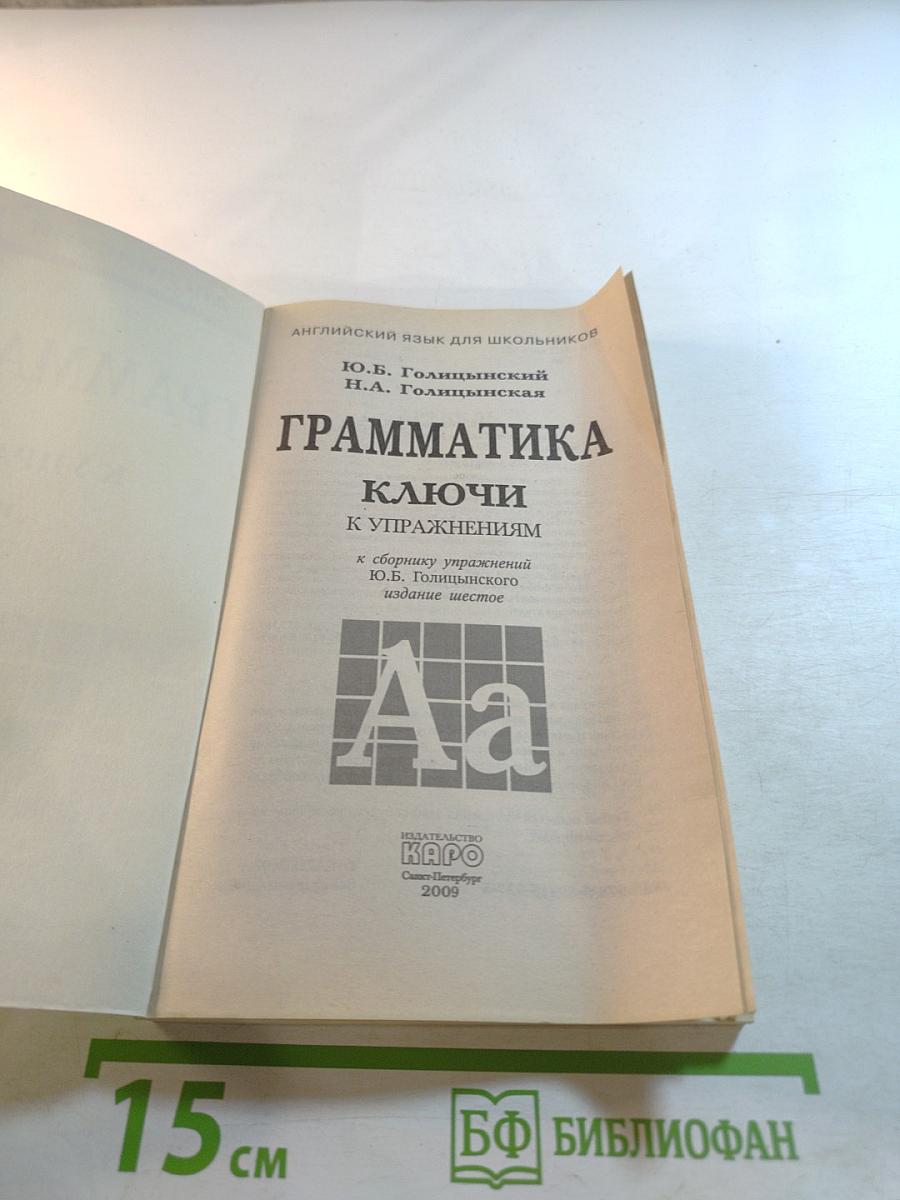 АНГЛИЙСКИЙ ЯЗЫК ДЛЯ ШКОЛЬНИКОВ
Ю.Б. Голицынский
Н.А. Голицынская
ГРАММАТИКА
КЛЮЧИ
К УПРАЖНЕНИЯМ
к сборнику упражнений
Ю.Б. Голицынского
издание шестое
Aa
ИЗДАТЕЛЬСТВО
КАРО
Санкт-Петербург
2009
15 см
БФ БИБЛИОФАН